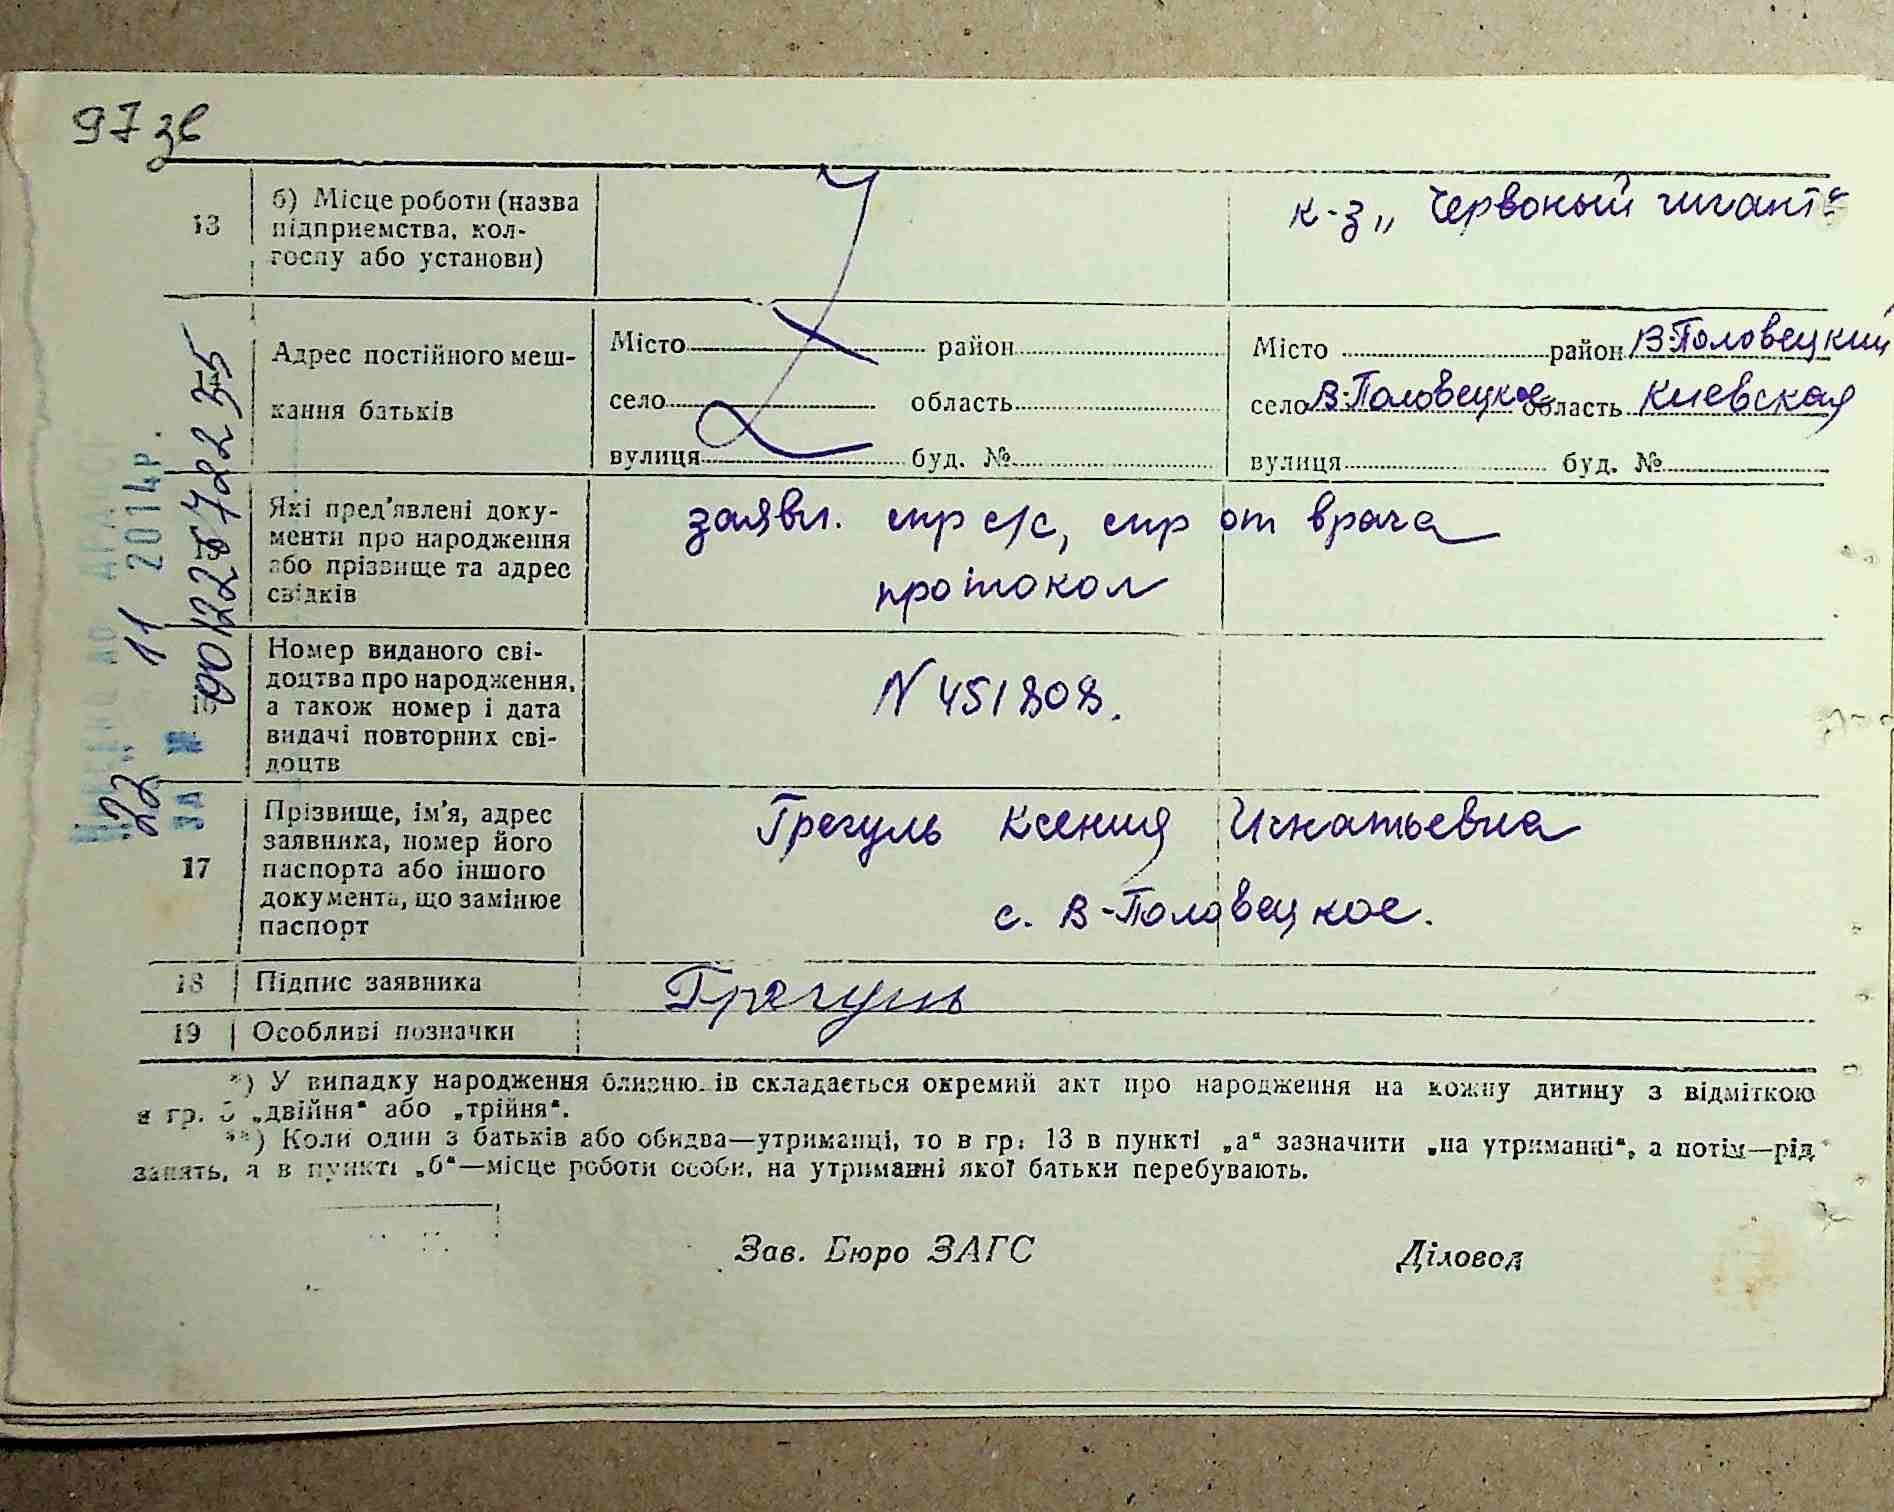 97 зв
13
б) Місце роботи (назва
підприємства, кол-
госпу або установи)
к-з „Червоный гигант“
Адрес постійного меш-
кання батьків
Місто район
село область
вулиця буд. №
Місто район В-Половецкий
село В-Половецкое область Киевская
вулиця буд. №
Які пред'явлені доку-
менти про народження
або прізвище та адрес
свідків
заявл. спр с/с, спр от врача
протокол
Номер виданого сві-
доцтва про народження,
а також номер і дата
видачі повторних сві-
доцтв
N 451808.
17
Прізвище, ім'я, адрес
заявника, номер його
паспорта або іншого
документа, що замінює
паспорт
Грегуль Ксения Игнатьевна
с. В-Половецкое.
18
Підпис заявника
Грегуль
19
Особливі позначки
*) У випадку народження близнюків складається окремий акт про народження на кожну дитину з відміткою
в гр. 5 „двійня“ або „трійня“.
**) Коли один з батьків або обидва—утриманці, то в гр. 13 в пункті „а“ зазначити „на утриманні“, а потім—рід
занять, а в пункті „б“—місце роботи особи, на утриманні якої батьки перебувають.
Зав. Бюро ЗАГС
Діловод
22 11 2014р.
ЗА №